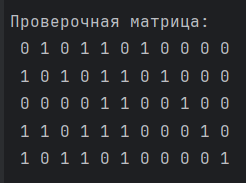 Проверочная матрица:
0 1 0 1 1 0 1 0 0 0 0
1 0 1 0 1 1 0 1 0 0 0
0 0 0 0 1 1 0 0 1 0 0
1 1 0 1 1 1 0 0 0 1 0
1 0 1 1 0 1 0 0 0 0 1